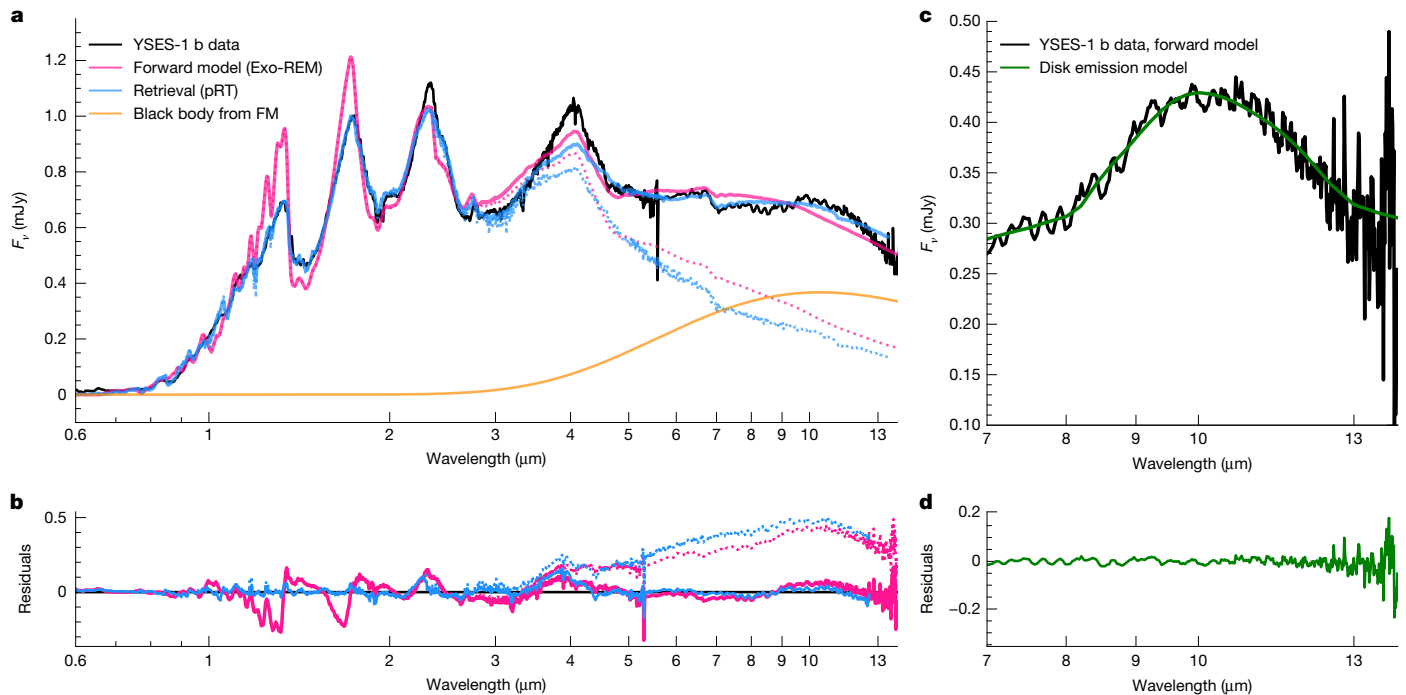 a
YSES-1 b data
Forward model (Exo-REM)
Retrieval (pRT)
Black body from FM
1.2
1.0
0.8
0.6
0.4
0.2
0
Fν (mJy)
0.6 1 2 3 4 5 6 7 8 9 10 13
Wavelength (μm)
b
0.5
0
Residuals
0.6 1 2 3 4 5 6 7 8 9 10 13
Wavelength (μm)
c
YSES-1 b data, forward model
Disk emission model
0.50
0.45
0.40
0.35
0.30
0.25
0.20
0.15
0.10
Fν (mJy)
7 8 9 10 13
Wavelength (μm)
d
0.2
0
−0.2
Residuals
7 8 9 10 13
Wavelength (μm)